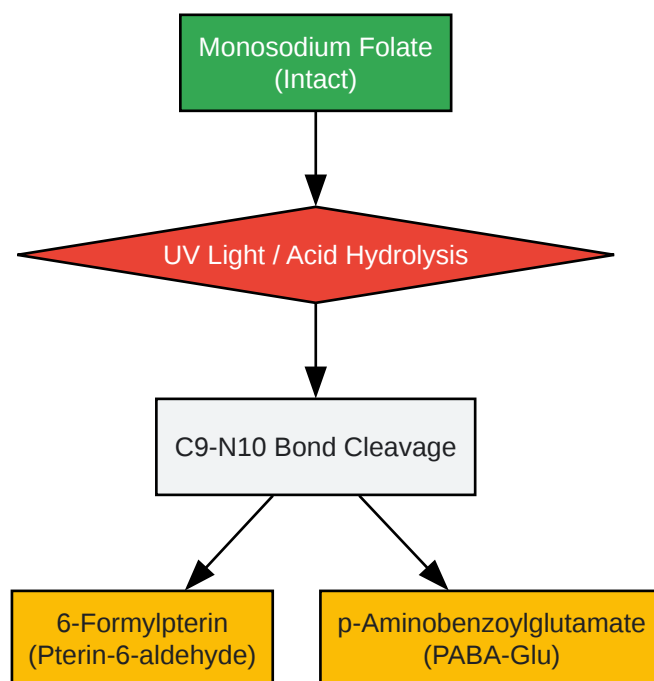 Monosodium Folate
(Intact)
UV Light / Acid Hydrolysis
C9-N10 Bond Cleavage
6-Formylpterin
(Pterin-6-aldehyde)
p-Aminobenzoylglutamate
(PABA-Glu)